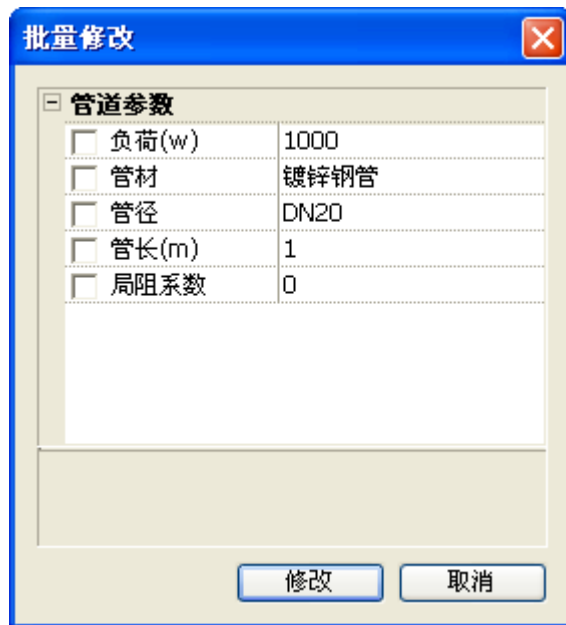 批量修改
管道参数
负荷(w) 1000
管材 镀锌钢管
管径 DN20
管长(m) 1
局阻系数 0
修改 取消